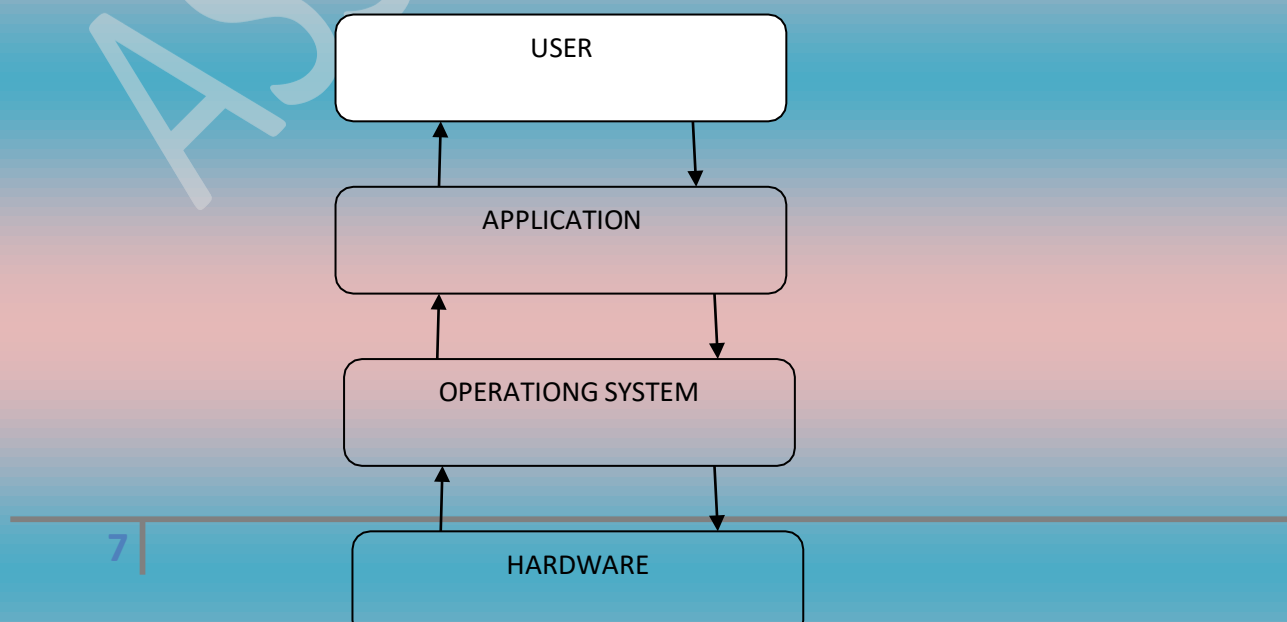 USER
APPLICATION
OPERATIONG SYSTEM
7
HARDWARE